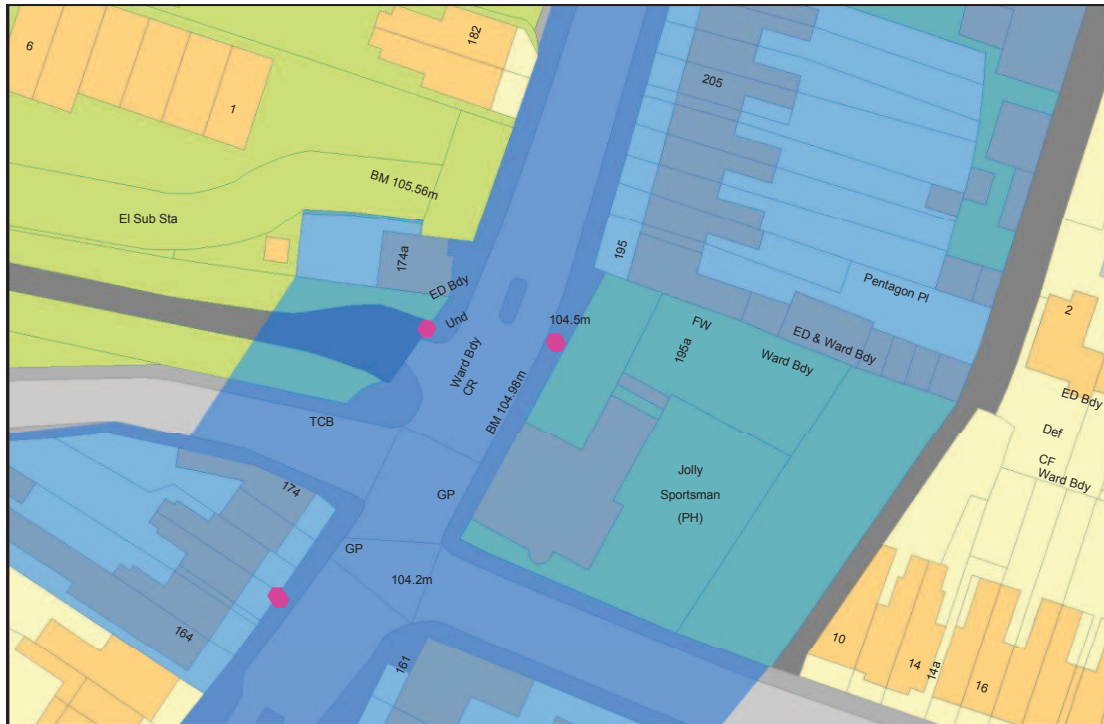 182
6
205
1
BM 105.56m
El Sub Sta
174a
195
ED Bdy
Pentagon Pl
Und
104.5m
FW
2
ED & Ward Bdy
195a
Ward Bdy
Ward Bdy
CR
BM 104.98m
ED Bdy
TCB
Def
CF
Ward Bdy
Jolly
Sportsman
(PH)
174
GP
GP
104.2m
164
10
14
14a
16
161